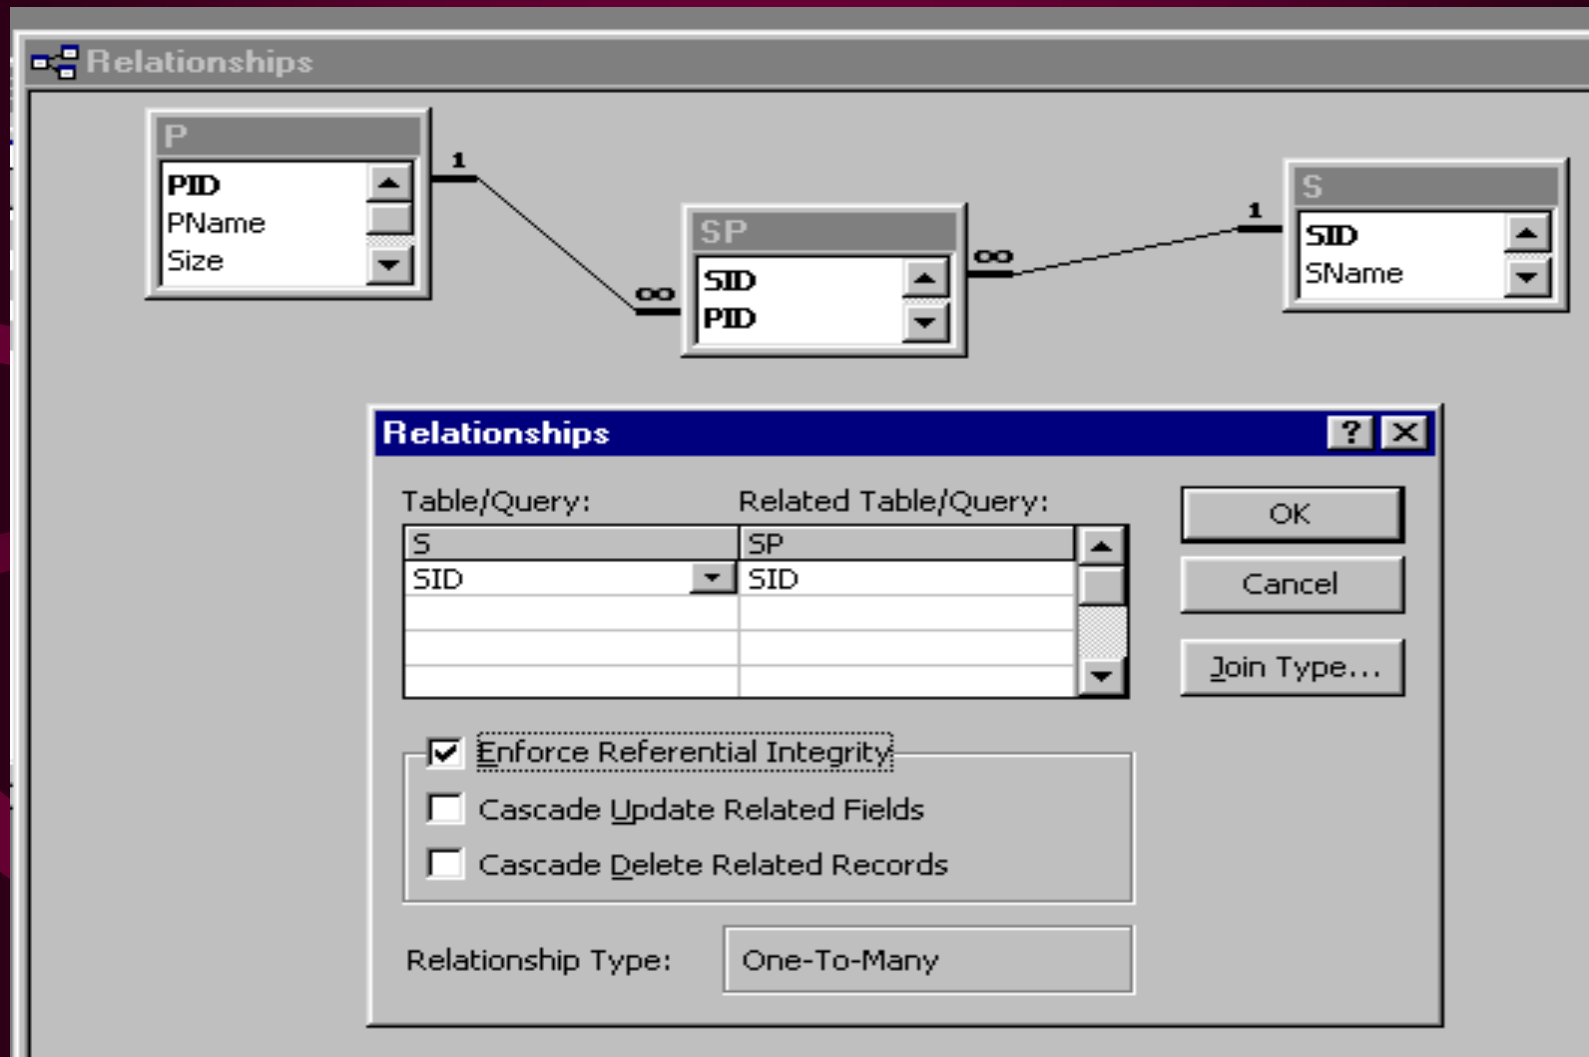 Relationships
P
PID
PName
Size
1
∞
SP
SID
PID
∞
1
S
SID
SName
Relationships
?
Table/Query: Related Table/Query:
S SP
SID SID
OK
Cancel
Join Type...
Enforce Referential Integrity
Cascade Update Related Fields
Cascade Delete Related Records
Relationship Type: One-To-Many